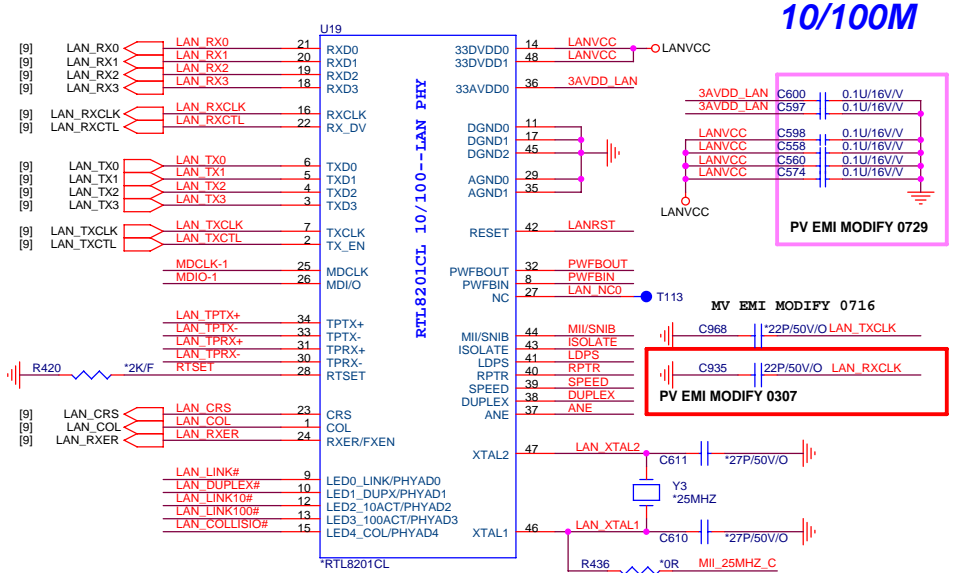 10/100M
U19
[9] LAN_RX0 LAN_RX0 21 RXD0
[9] LAN_RX1 LAN_RX1 20 RXD1
[9] LAN_RX2 LAN_RX2 19 RXD2
[9] LAN_RX3 LAN_RX3 18 RXD3
[9] LAN_RXCLK LAN_RXCLK 16 RXCLK
[9] LAN_RXCTL LAN_RXCTL 22 RX_DV
[9] LAN_TX0 LAN_TX0 6 TXD0
[9] LAN_TX1 LAN_TX1 5 TXD1
[9] LAN_TX2 LAN_TX2 4 TXD2
[9] LAN_TX3 LAN_TX3 3 TXD3
[9] LAN_TXCLK LAN_TXCLK 7 TXCLK
[9] LAN_TXCTL LAN_TXCTL 2 TX_EN
MDCLK-1 25 MDCLK
MDIO-1 26 MDI/O
LAN_TPTX+ 34 TPTX+
LAN_TPTX- 33 TPTX-
LAN_TPRX+ 31 TPRX+
LAN_TPRX- 30 TPRX-
R420 *2K/F RTSET 28 RTSET
[9] LAN_CRS LAN_CRS 23 CRS
[9] LAN_COL LAN_COL 1 COL
[9] LAN_RXER LAN_RXER 24 RXER/FXEN
LAN_LINK# 9 LED0_LINK/PHYAD0
LAN_DUPLEX# 10 LED1_DUPX/PHYAD1
LAN_LINK10# 12 LED2_10ACT/PHYAD2
LAN_LINK100# 13 LED3_100ACT/PHYAD3
LAN_COLLISIO# 15 LED4_COL/PHYAD4
*RTL8201CL
RTL8201CL 10/100--LAN PHY
33DVDD0 14 LANVCC LANVCC
33DVDD1 48 LANVCC
33AVDD0 36 3AVDD_LAN
DGND0 11
DGND1 17
DGND2 45
AGND0 29
AGND1 35
RESET 42 LANRST
PWFBOUT 32 PWFBOUT
PWFBIN 8 PWFBIN
NC 27 LAN_NC0 T113
MII/SNIB 44 MII/SNIB
ISOLATE 43 ISOLATE
LDPS 41 LDPS
RPTR 40 RPTR
SPEED 39 SPEED
DUPLEX 38 DUPLEX
ANE 37 ANE
XTAL2 47 LAN_XTAL2 C611 *27P/50V/O
Y3
*25MHZ
XTAL1 46 LAN_XTAL1 C610 *27P/50V/O
R436 *0R MII_25MHZ_C
3AVDD_LAN C600 0.1U/16V/V
3AVDD_LAN C597 0.1U/16V/V
LANVCC C598 0.1U/16V/V
LANVCC C558 0.1U/16V/V
LANVCC C560 0.1U/16V/V
LANVCC C574 0.1U/16V/V
LANVCC
PV EMI MODIFY 0729
MV EMI MODIFY 0716
C968 *22P/50V/O LAN_TXCLK
C935 22P/50V/O LAN_RXCLK
PV EMI MODIFY 0307